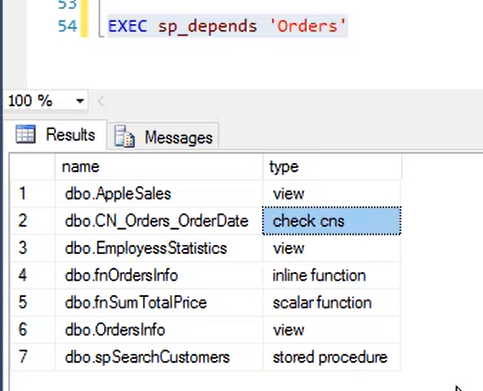 53
54 EXEC sp_depends 'Orders'
100 %
Results Messages
name type
1 dbo.AppleSales view
2 dbo.CN_Orders_OrderDate check cns
3 dbo.EmployessStatistics view
4 dbo.fnOrdersInfo inline function
5 dbo.fnSumTotalPrice scalar function
6 dbo.OrdersInfo view
7 dbo.spSearchCustomers stored procedure